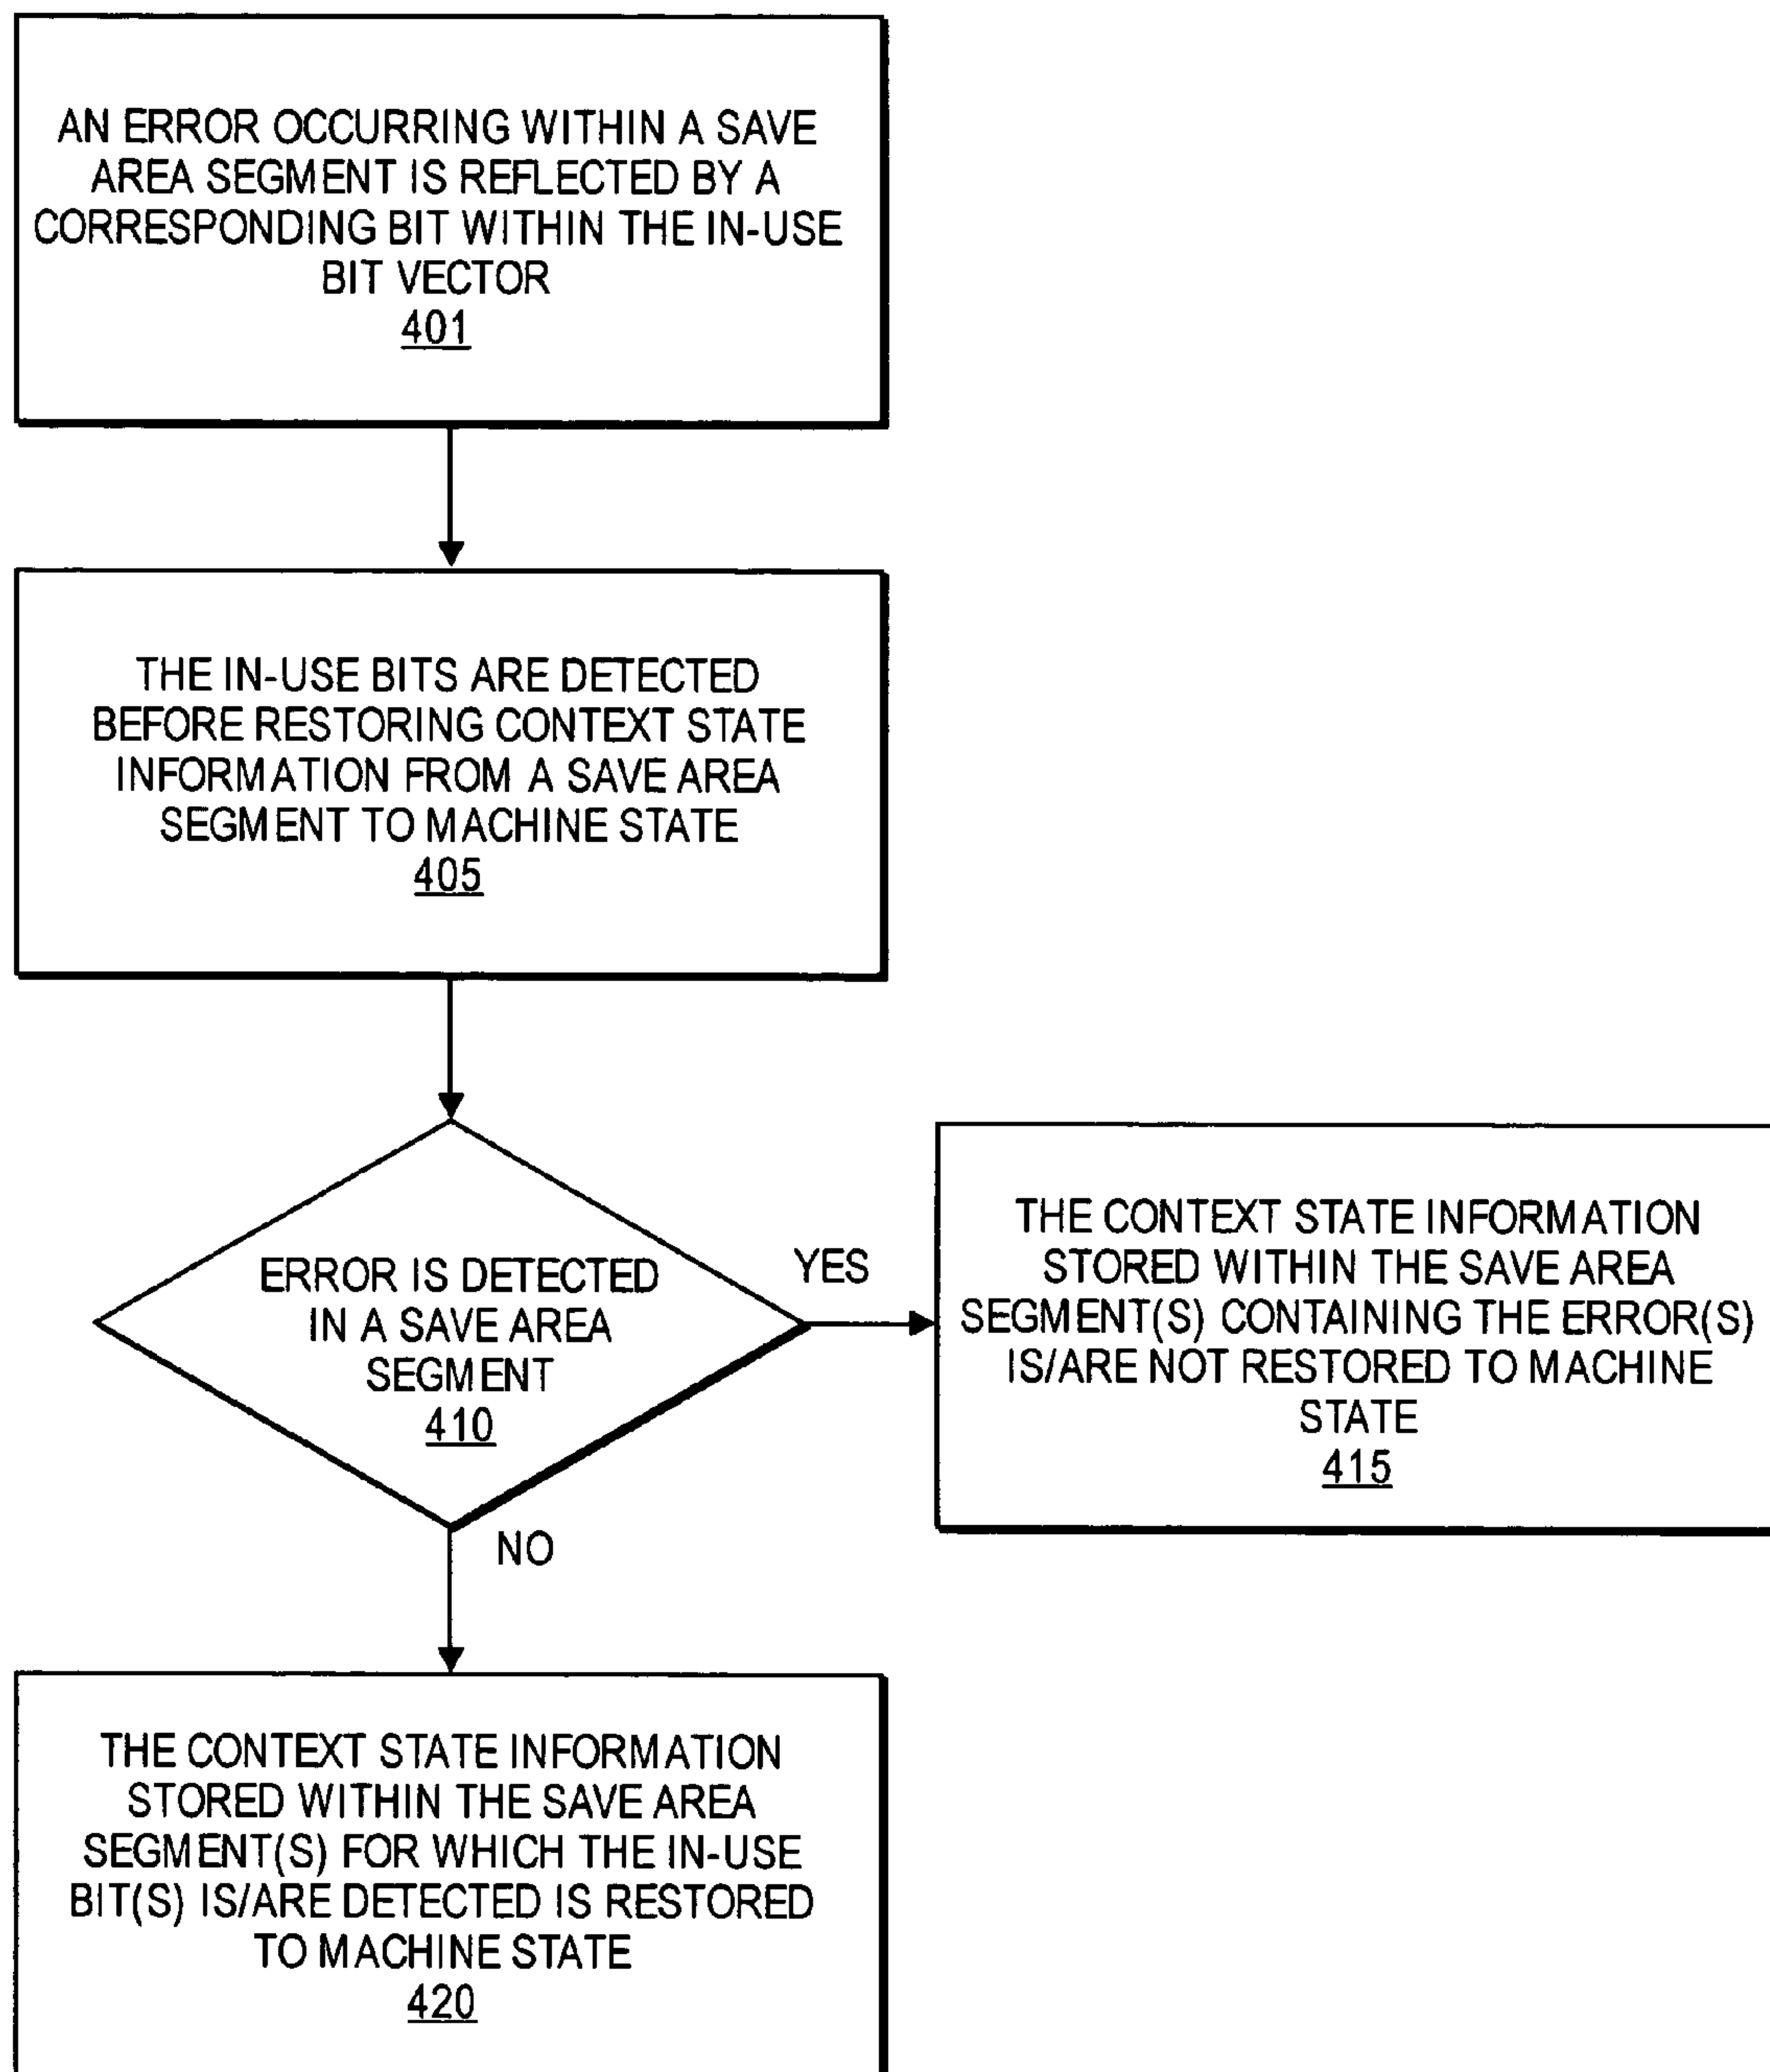 AN ERROR OCCURRING WITHIN A SAVE
AREA SEGMENT IS REFLECTED BY A
CORRESPONDING BIT WITHIN THE IN-USE
BIT VECTOR
401
THE IN-USE BITS ARE DETECTED
BEFORE RESTORING CONTEXT STATE
INFORMATION FROM A SAVE AREA
SEGMENT TO MACHINE STATE
405
ERROR IS DETECTED
IN A SAVE AREA
SEGMENT
410
YES
THE CONTEXT STATE INFORMATION
STORED WITHIN THE SAVE AREA
SEGMENT(S) CONTAINING THE ERROR(S)
IS/ARE NOT RESTORED TO MACHINE
STATE
415
NO
THE CONTEXT STATE INFORMATION
STORED WITHIN THE SAVE AREA
SEGMENT(S) FOR WHICH THE IN-USE
BIT(S) IS/ARE DETECTED IS RESTORED
TO MACHINE STATE
420